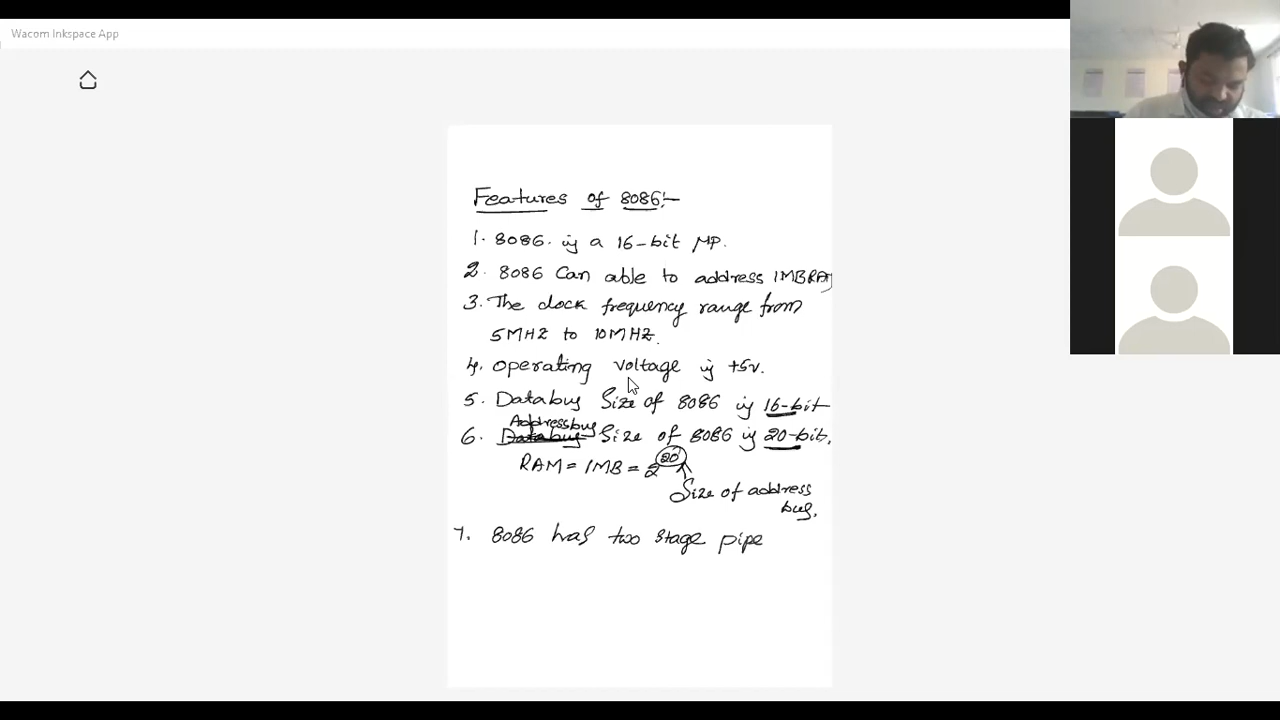 Wacom Inkspace App
Features of 8086:-
1. 8086. is a 16-bit MP.
2. 8086 Can able to address 1MBRAM
3. The clock frequency range from
5MHZ to 10MHZ.
4. Operating voltage is +5v.
5. Databus Size of 8086 is 16-bit
Address bus
6. Databus Size of 8086 is 20-bit.
RAM = 1MB = 2^20
Size of address
bus.
7. 8086 has two stage pipe